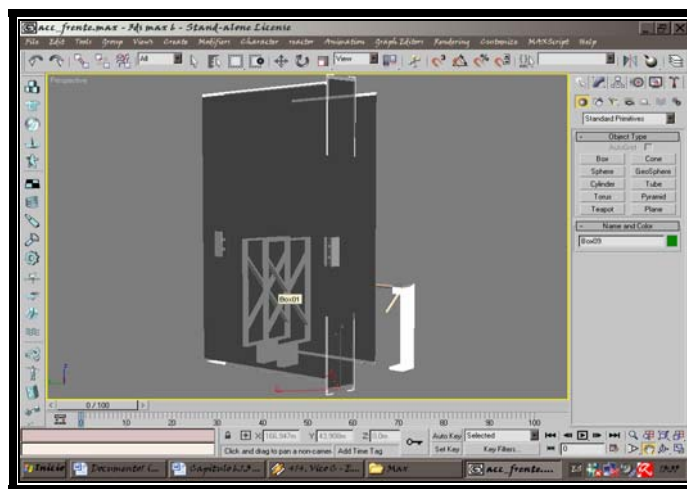 acc_frente.max - 3ds max 6 - Stand-alone License
File Edit Tools Group Views Create Modifiers Character reactor Animation Graph Editors Rendering Customize MAXScript Help
All View
Perspective
Standard Primitives
- Object Type
AutoGrid
Box Cone
Sphere GeoSphere
Cylinder Tube
Torus Pyramid
Teapot Plane
- Name and Color
Box09
Box01
z
< 0 / 100 >
0 10 20 30 40 50 60 70 80 90 100
X Y Z 0,0m Auto Key Selected
Click and drag to pan a non-camera Add Time Tag Set Key Key Filters... 0
Inicio Max acc_frente....